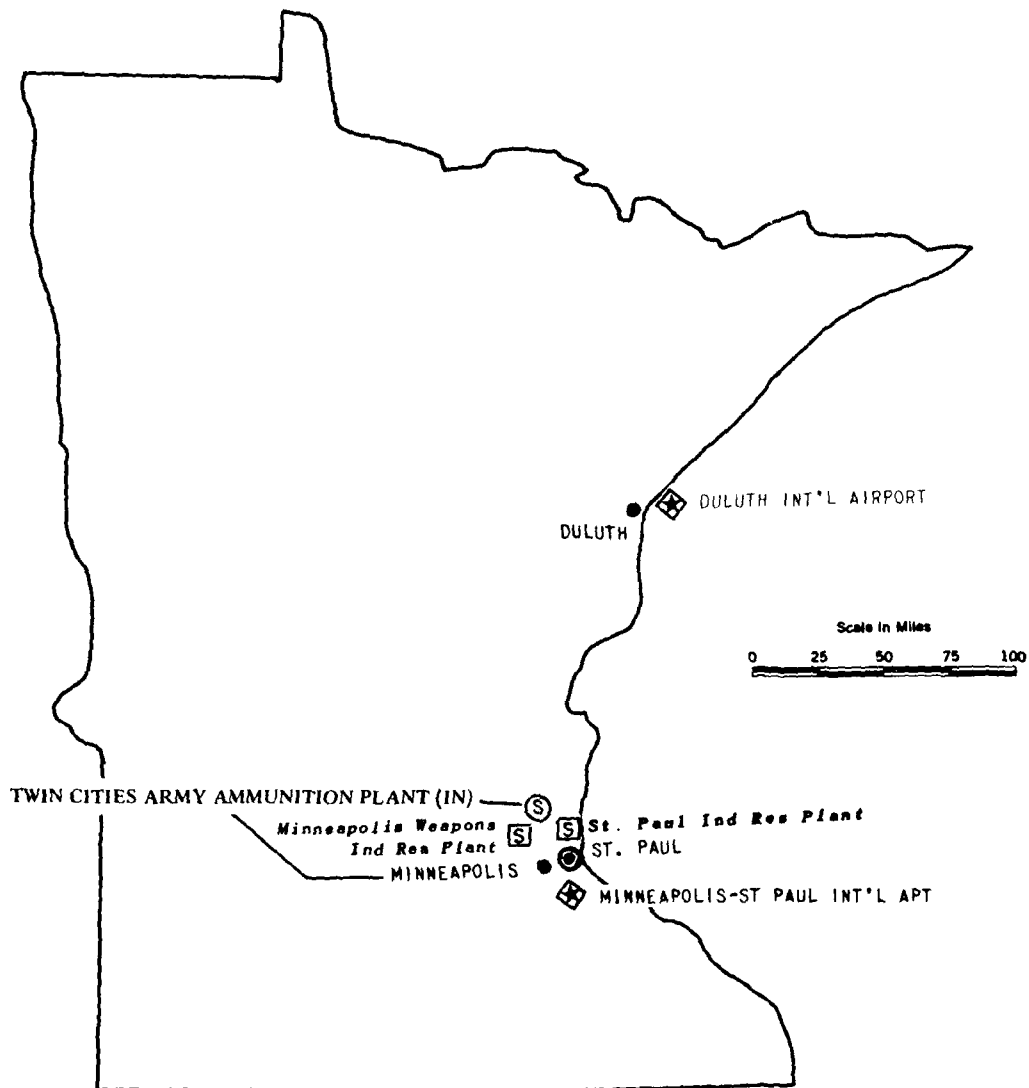 DULUTH INT'L AIRPORT
DULUTH
Scale in Miles
0 25 50 75 100
TWIN CITIES ARMY AMMUNITION PLANT (IN)
S
Minneapolis Weapons
Ind Res Plant
S
S
St. Paul Ind Res Plant
ST. PAUL
MINNEAPOLIS
MINNEAPOLIS-ST PAUL INT'L APT